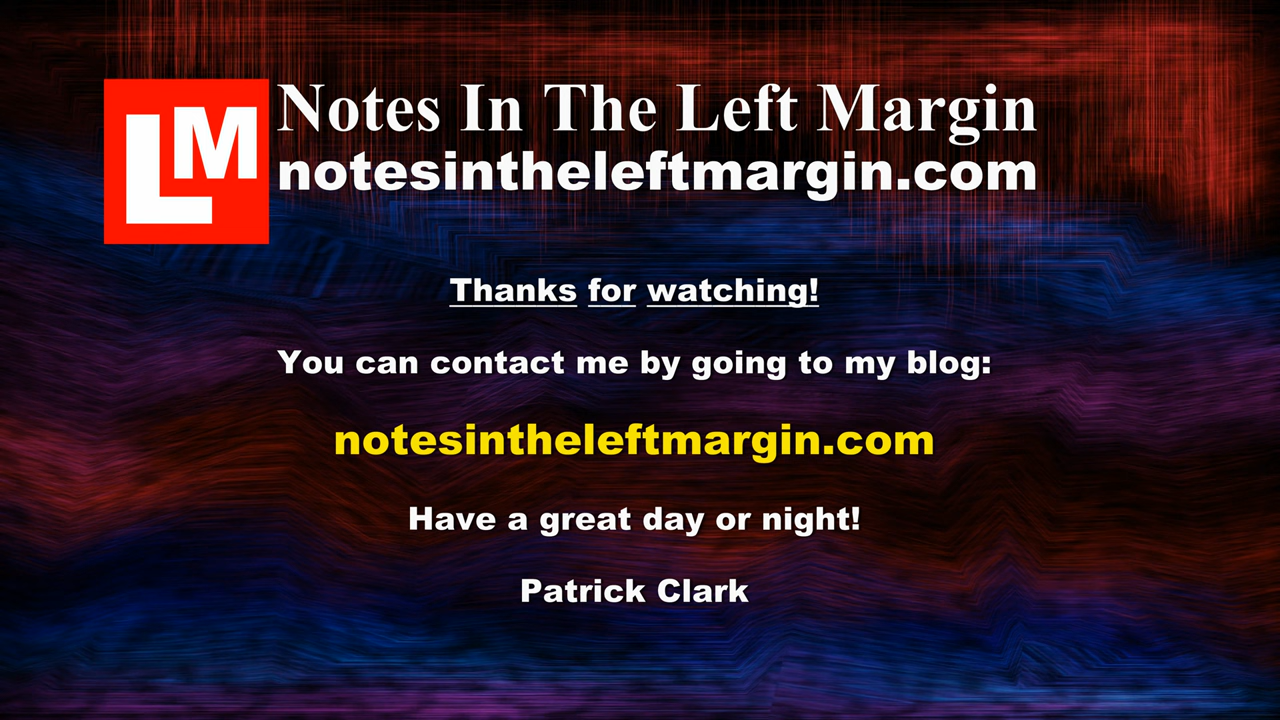 LM
Notes In The Left Margin
notesintheleftmargin.com
Thanks for watching!
You can contact me by going to my blog:
notesintheleftmargin.com
Have a great day or night!
Patrick Clark